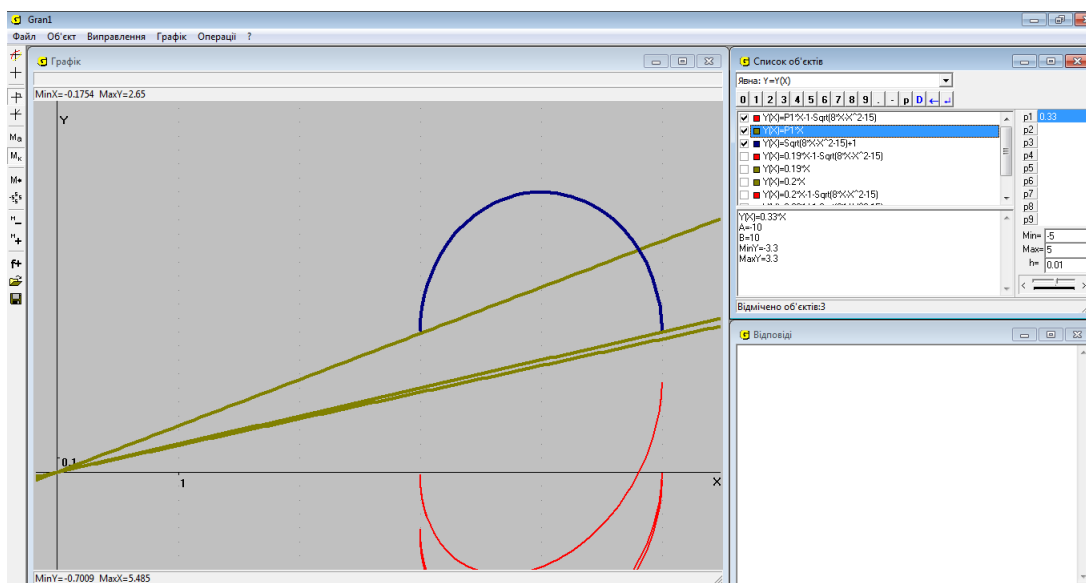 Gran1
Файл Об'єкт Виправлення Графік Операції ?
Графік
MinX=-0.1754 MaxY=2.65
Y
0.1
1
X
MinY=-0.7009 MaxX=5.485
Ма
Мк
М+
f+
Список об'єктів
Явна: Y=Y(X)
0 1 2 3 4 5 6 7 8 9 . - p D ←
Y(X)=P1*X-1-Sqrt(8*X-X^2-15)
Y(X)=P1*X
Y(X)=Sqrt(8*X-X^2-15)+1
Y(X)=0.19*X-1-Sqrt(8*X-X^2-15)
Y(X)=0.19*X
Y(X)=0.2*X
Y(X)=0.2*X-1-Sqrt(8*X-X^2-15)
p1 0.33
p2
p3
p4
p5
p6
p7
p8
p9
Min= -5
Max= 5
h= 0.01
< >
Y(X)=0.33*X
A=-10
B=10
MinY=-3.3
MaxY=3.3
Відмічено об'єктів:3
Відповіді